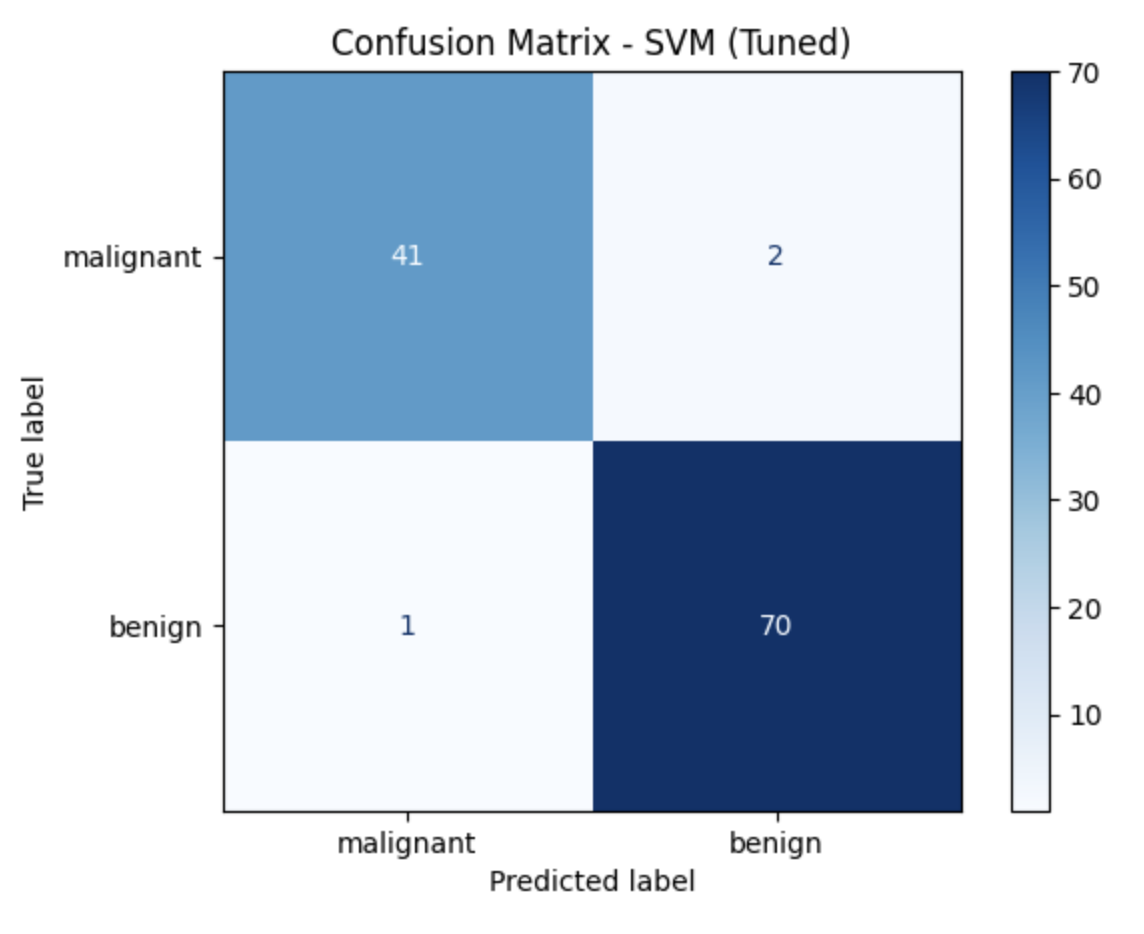 Confusion Matrix - SVM (Tuned)
70
60
50
40
30
20
10
True label
malignant
41
2
benign
1
70
malignant
benign
Predicted label